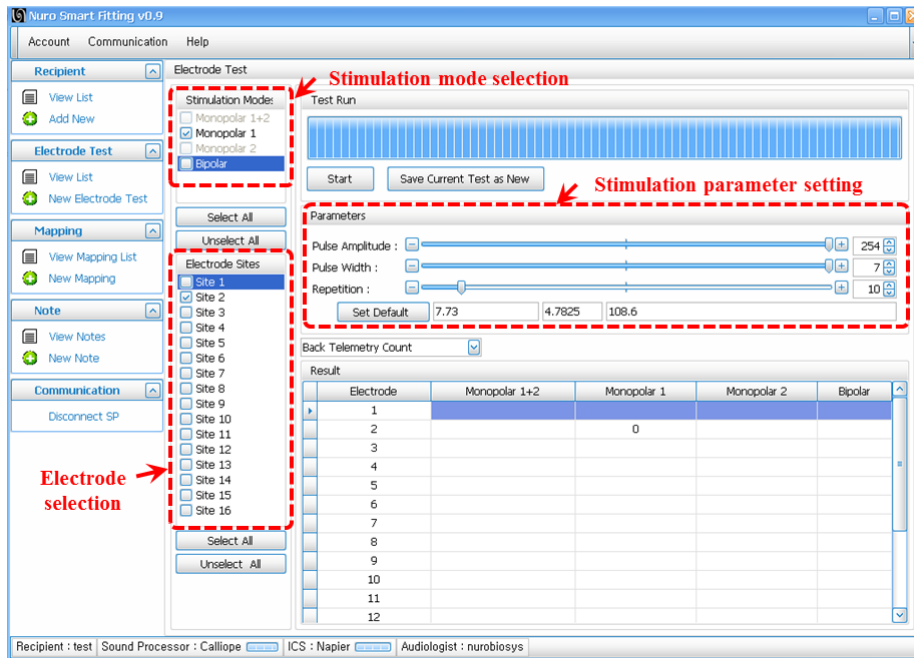 Nuro Smart Fitting v0.9
Account Communication Help
Recipient
View List
Add New
Electrode Test
View List
New Electrode Test
Mapping
View Mapping List
New Mapping
Note
View Notes
New Note
Communication
Disconnect SP
Electrode Test
Stimulation mode selection
Stimulation Modes
Monopolar 1+2
Monopolar 1
Monopolar 2
Bipolar
Select All
Unselect All
Electrode Sites
Site 1
Site 2
Site 3
Site 4
Site 5
Site 6
Site 7
Site 8
Site 9
Site 10
Site 11
Site 12
Site 13
Site 14
Site 15
Site 16
Select All
Unselect All
Electrode
selection
Test Run
Start Save Current Test as New
Stimulation parameter setting
Parameters
Pulse Amplitude : 254
Pulse Width : 7
Repetition : 10
Set Default 7.73 4.7825 108.6
Back Telemetry Count
Result
Electrode Monopolar 1+2 Monopolar 1 Monopolar 2 Bipolar
1
2 0
3
4
5
6
7
8
9
10
11
12
Recipient : test Sound Processor : Calliope ICS : Napier Audiologist : nurobiosys